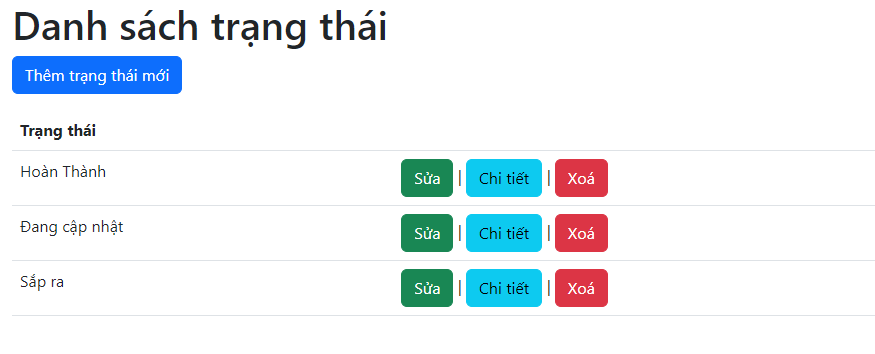 Danh sách trạng thái
Thêm trạng thái mới
Trạng thái
Hoàn Thành Sửa | Chi tiết | Xoá
Đang cập nhật Sửa | Chi tiết | Xoá
Sắp ra Sửa | Chi tiết | Xoá